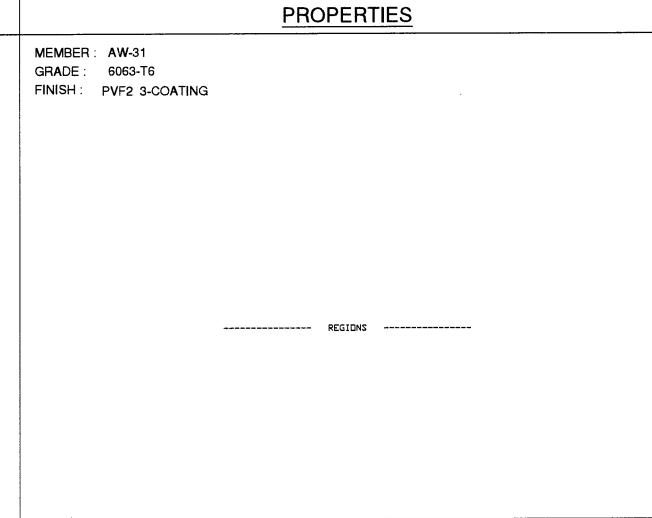 PROPERTIES
MEMBER : AW-31
GRADE : 6063-T6
FINISH : PVF2 3-COATING
---------------- REGIONS ----------------